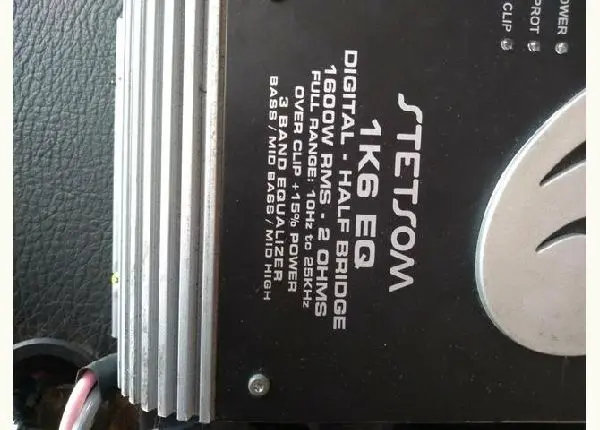 STETSOM
1K6 EQ
DIGITAL - HALF BRIDGE
1600W RMS - 2 OHMS
FULL RANGE: 10Hz to 25KHz
OVER CLIP +15% POWER
3 BAND EQUALIZER
BASS / MID BASS / MID HIGH
OWER
PROT
CLIP